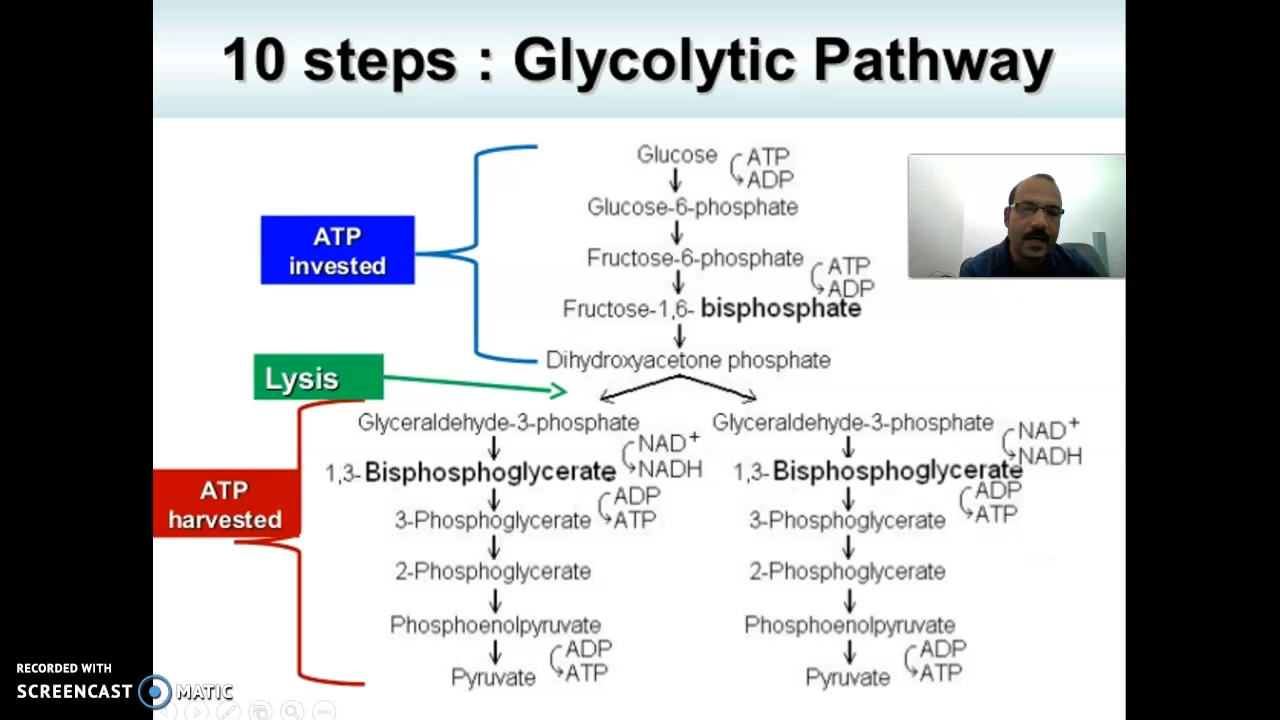 10 steps : Glycolytic Pathway
Glucose
ATP
ADP
Glucose-6-phosphate
ATP
invested
Fructose-6-phosphate
ATP
ADP
Fructose-1,6- bisphosphate
Dihydroxyacetone phosphate
Lysis
Glyceraldehyde-3-phosphate
Glyceraldehyde-3-phosphate
NAD+
NADH
NAD+
NADH
1,3- Bisphosphoglycerate
1,3- Bisphosphoglycerate
ATP
harvested
ADP
ATP
ADP
ATP
3-Phosphoglycerate
3-Phosphoglycerate
2-Phosphoglycerate
2-Phosphoglycerate
Phosphoenolpyruvate
Phosphoenolpyruvate
ADP
ATP
ADP
ATP
Pyruvate
Pyruvate
RECORDED WITH
SCREENCAST MATIC